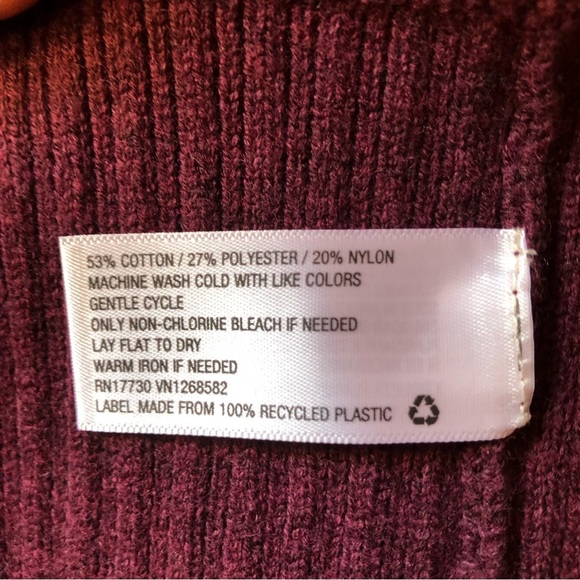 53% COTTON / 27% POLYESTER / 20% NYLON
MACHINE WASH COLD WITH LIKE COLORS
GENTLE CYCLE
ONLY NON-CHLORINE BLEACH IF NEEDED
LAY FLAT TO DRY
WARM IRON IF NEEDED
RN17730 VN1268582
LABEL MADE FROM 100% RECYCLED PLASTIC